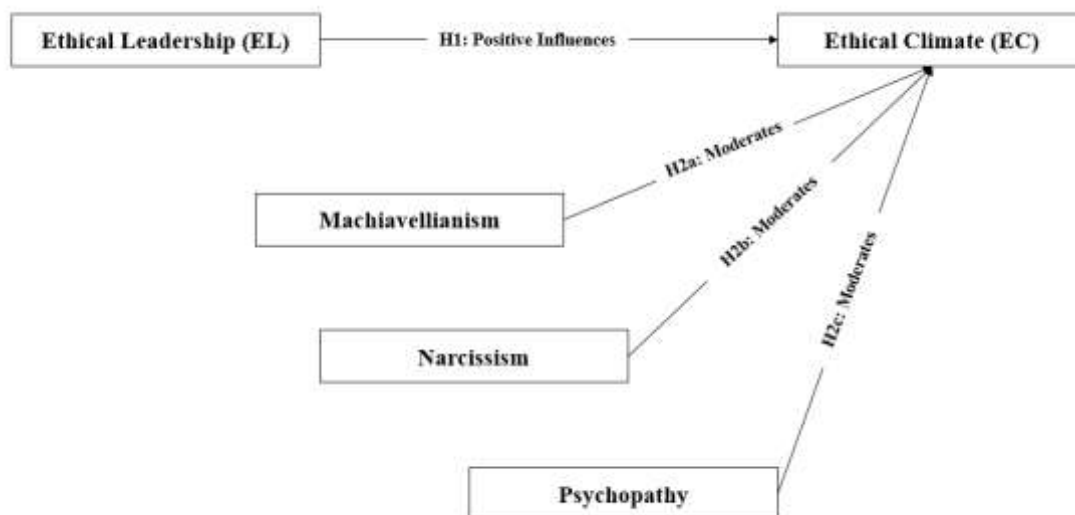 Ethical Leadership (EL)
H1: Positive Influences
Ethical Climate (EC)
H2a: Moderates
Machiavellianism
H2b: Moderates
Narcissism
H2c: Moderates
Psychopathy